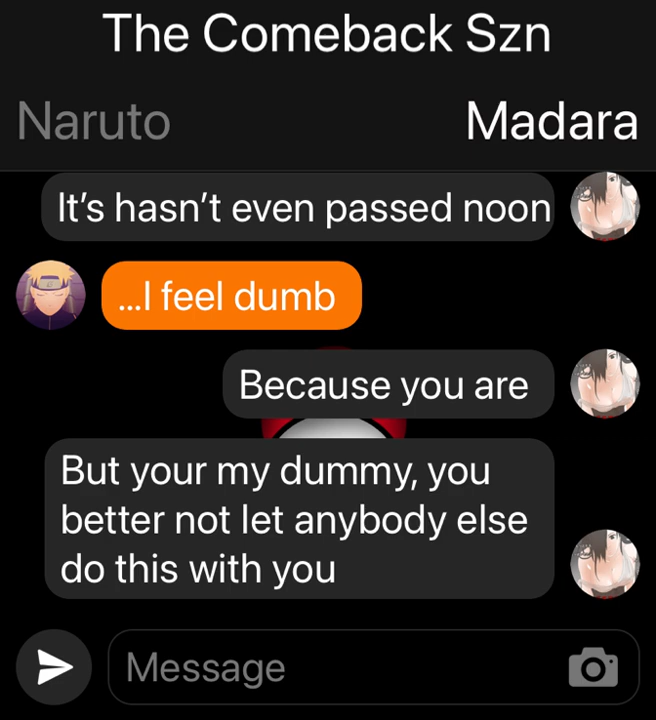 The Comeback Szn
Naruto
Madara
It’s hasn’t even passed noon
...I feel dumb
Because you are
But your my dummy, you
better not let anybody else
do this with you
Message